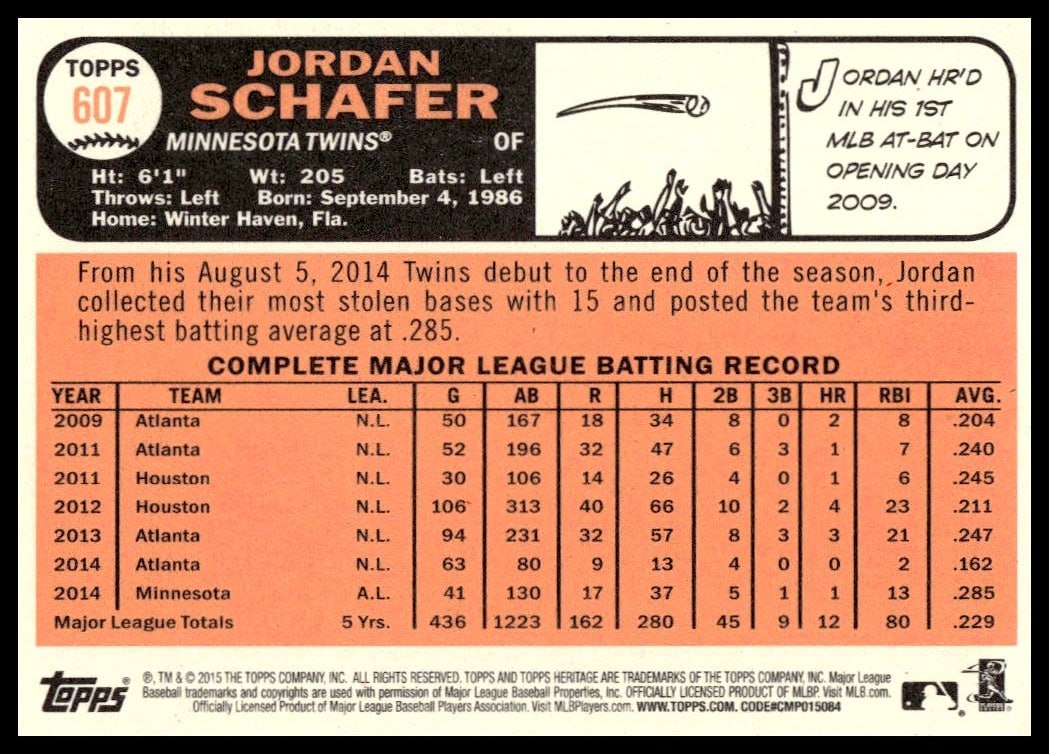 TOPPS
607
JORDAN
SCHAFER
MINNESOTA TWINS® OF
Ht: 6'1" Wt: 205 Bats: Left
Throws: Left Born: September 4, 1986
Home: Winter Haven, Fla.
JORDAN HR'D
IN HIS 1ST
MLB AT-BAT ON
OPENING DAY
2009.
From his August 5, 2014 Twins debut to the end of the season, Jordan
collected their most stolen bases with 15 and posted the team's third-
highest batting average at .285.
COMPLETE MAJOR LEAGUE BATTING RECORD
YEAR TEAM LEA. G AB R H 2B 3B HR RBI AVG.
2009 Atlanta N.L. 50 167 18 34 8 0 2 8 .204
2011 Atlanta N.L. 52 196 32 47 6 3 1 7 .240
2011 Houston N.L. 30 106 14 26 4 0 1 6 .245
2012 Houston N.L. 106 313 40 66 10 2 4 23 .211
2013 Atlanta N.L. 94 231 32 57 8 3 3 21 .247
2014 Atlanta N.L. 63 80 9 13 4 0 0 2 .162
2014 Minnesota A.L. 41 130 17 37 5 1 1 13 .285
Major League Totals 5 Yrs. 436 1223 162 280 45 9 12 80 .229
Topps®
®, TM & © 2015 THE TOPPS COMPANY, INC. ALL RIGHTS RESERVED. TOPPS AND TOPPS HERITAGE ARE TRADEMARKS OF THE TOPPS COMPANY, INC. Major League
Baseball trademarks and copyrights are used with permission of Major League Baseball Properties, Inc. OFFICIALLY LICENSED PRODUCT OF MLBP. Visit MLB.com.
Officially Licensed Product of Major League Baseball Players Association. Visit MLBPlayers.com. WWW.TOPPS.COM. CODE#CMP015084